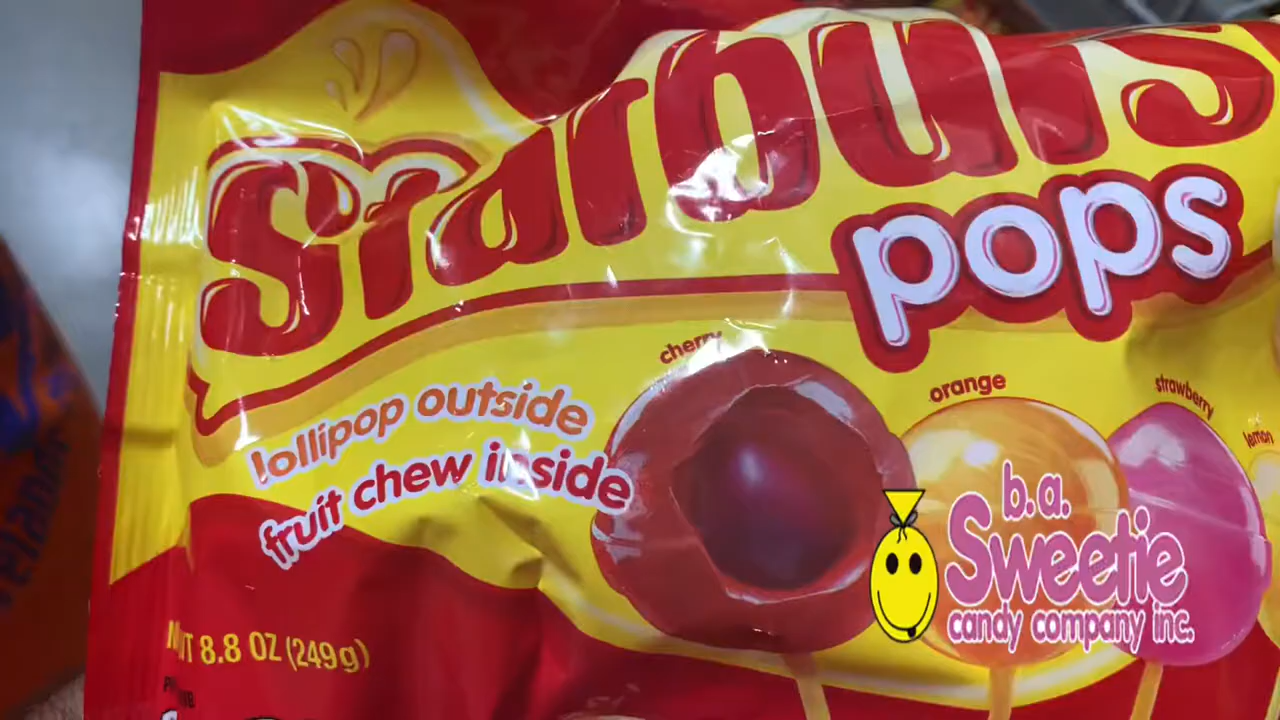 Starburst
pops
cherry
orange
strawberry
lemon
lollipop outside
fruit chew inside
b.a.
Sweetie
candy company inc.
8.8 OZ (249g)